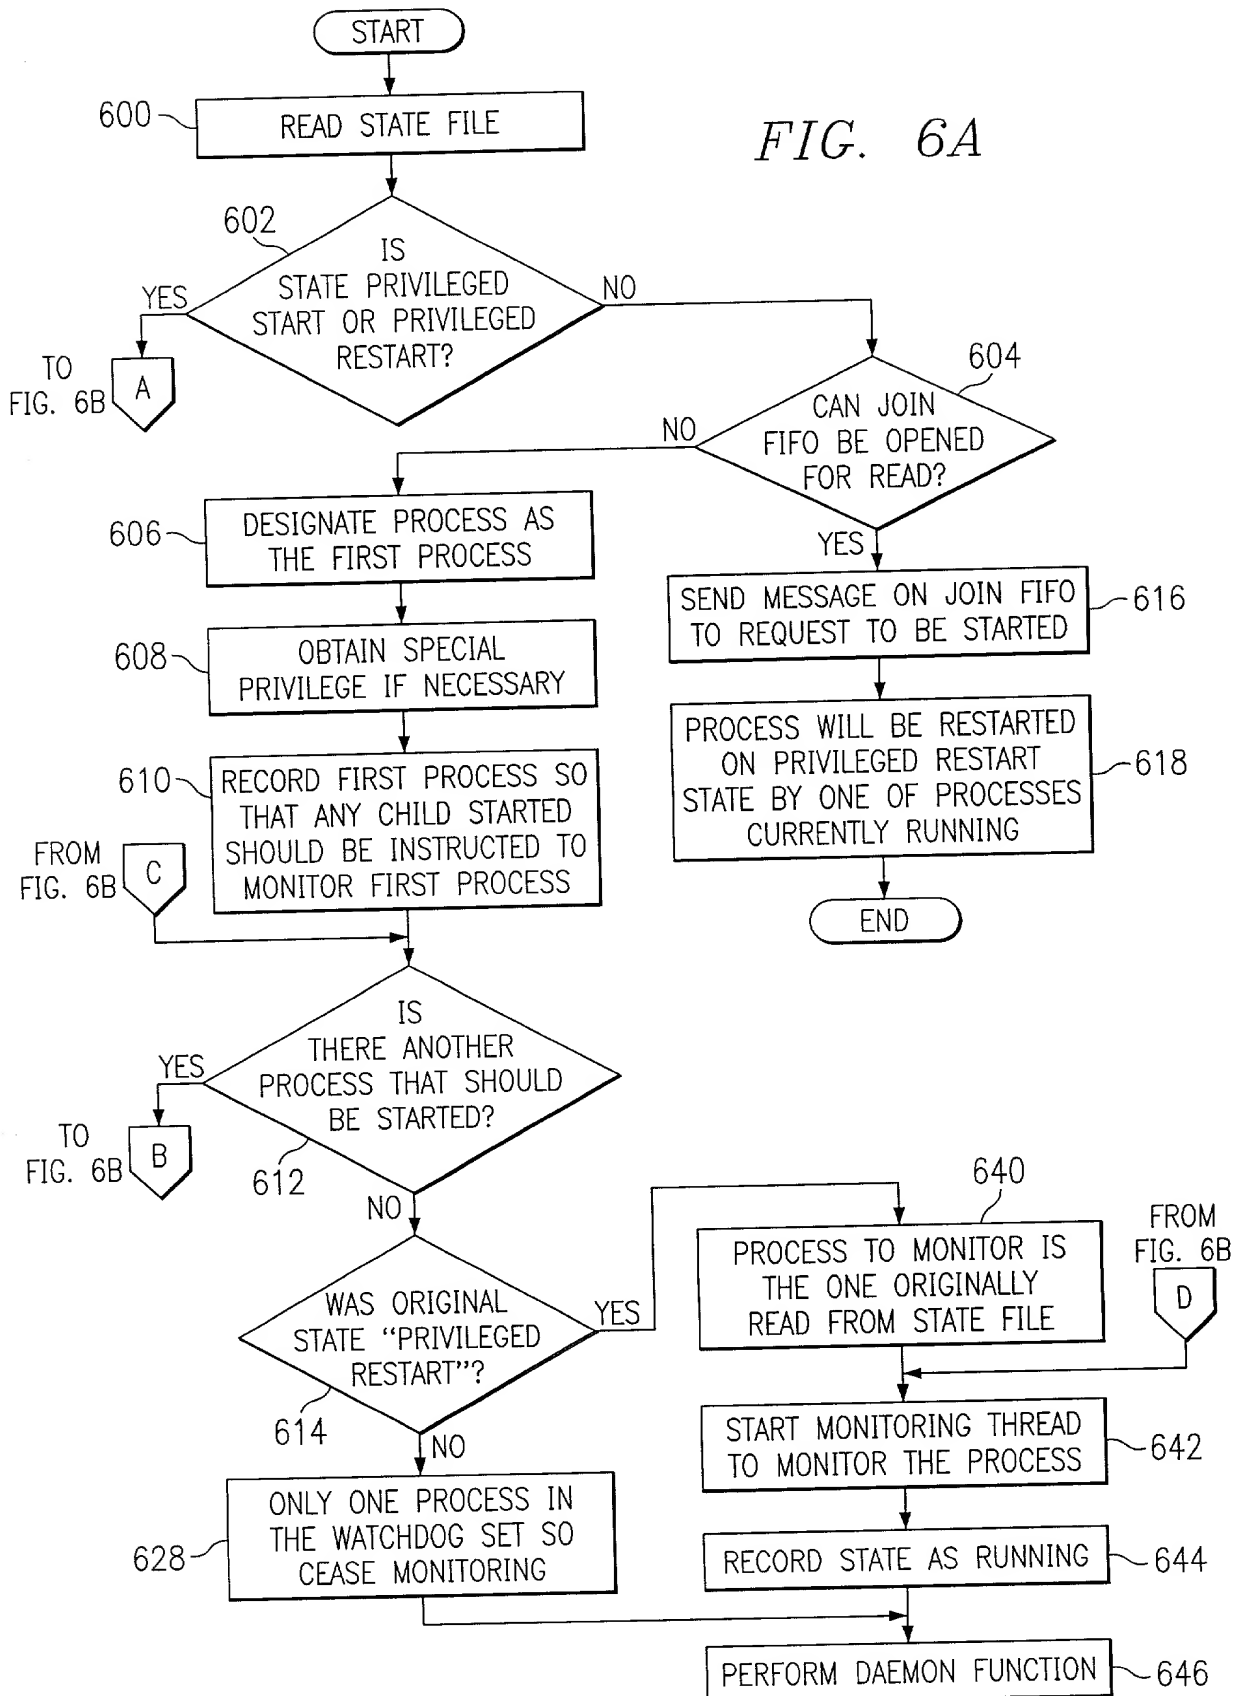 START
600
READ STATE FILE
FIG. 6A
602
IS
STATE PRIVILEGED
START OR PRIVILEGED
RESTART?
YES
NO
TO
FIG. 6B
A
604
CAN JOIN
FIFO BE OPENED
FOR READ?
NO
YES
606
DESIGNATE PROCESS AS
THE FIRST PROCESS
SEND MESSAGE ON JOIN FIFO
TO REQUEST TO BE STARTED
616
608
OBTAIN SPECIAL
PRIVILEGE IF NECESSARY
PROCESS WILL BE RESTARTED
ON PRIVILEGED RESTART
STATE BY ONE OF PROCESSES
CURRENTLY RUNNING
618
610
RECORD FIRST PROCESS SO
THAT ANY CHILD STARTED
SHOULD BE INSTRUCTED TO
MONITOR FIRST PROCESS
FROM
FIG. 6B
C
END
IS
THERE ANOTHER
PROCESS THAT SHOULD
BE STARTED?
YES
TO
FIG. 6B
B
612
NO
640
PROCESS TO MONITOR IS
THE ONE ORIGINALLY
READ FROM STATE FILE
FROM
FIG. 6B
D
WAS ORIGINAL
STATE “PRIVILEGED
RESTART”?
YES
614
NO
START MONITORING THREAD
TO MONITOR THE PROCESS
642
628
ONLY ONE PROCESS IN
THE WATCHDOG SET SO
CEASE MONITORING
RECORD STATE AS RUNNING
644
PERFORM DAEMON FUNCTION
646